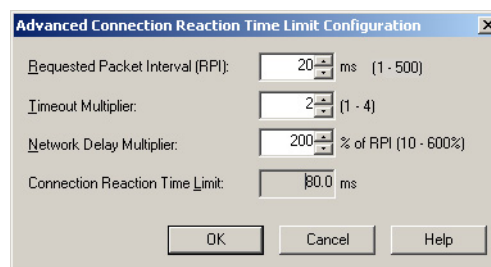 Advanced Connection Reaction Time Limit Configuration
Requested Packet Interval (RPI): 20 ms (1 - 500)
Timeout Multiplier: 2 (1 - 4)
Network Delay Multiplier: 200 % of RPI (10 - 600%)
Connection Reaction Time Limit: 80.0 ms
OK Cancel Help